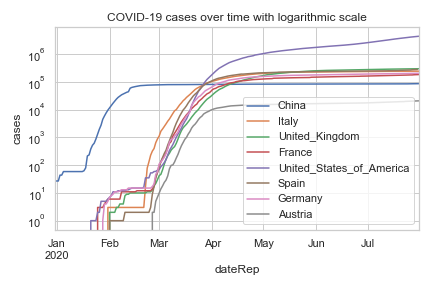 COVID-19 cases over time with logarithmic scale
cases
10^6
10^5
10^4
10^3
10^2
10^1
10^0
China
Italy
United_Kingdom
France
United_States_of_America
Spain
Germany
Austria
Jan Feb Mar Apr May Jun Jul
2020
dateRep